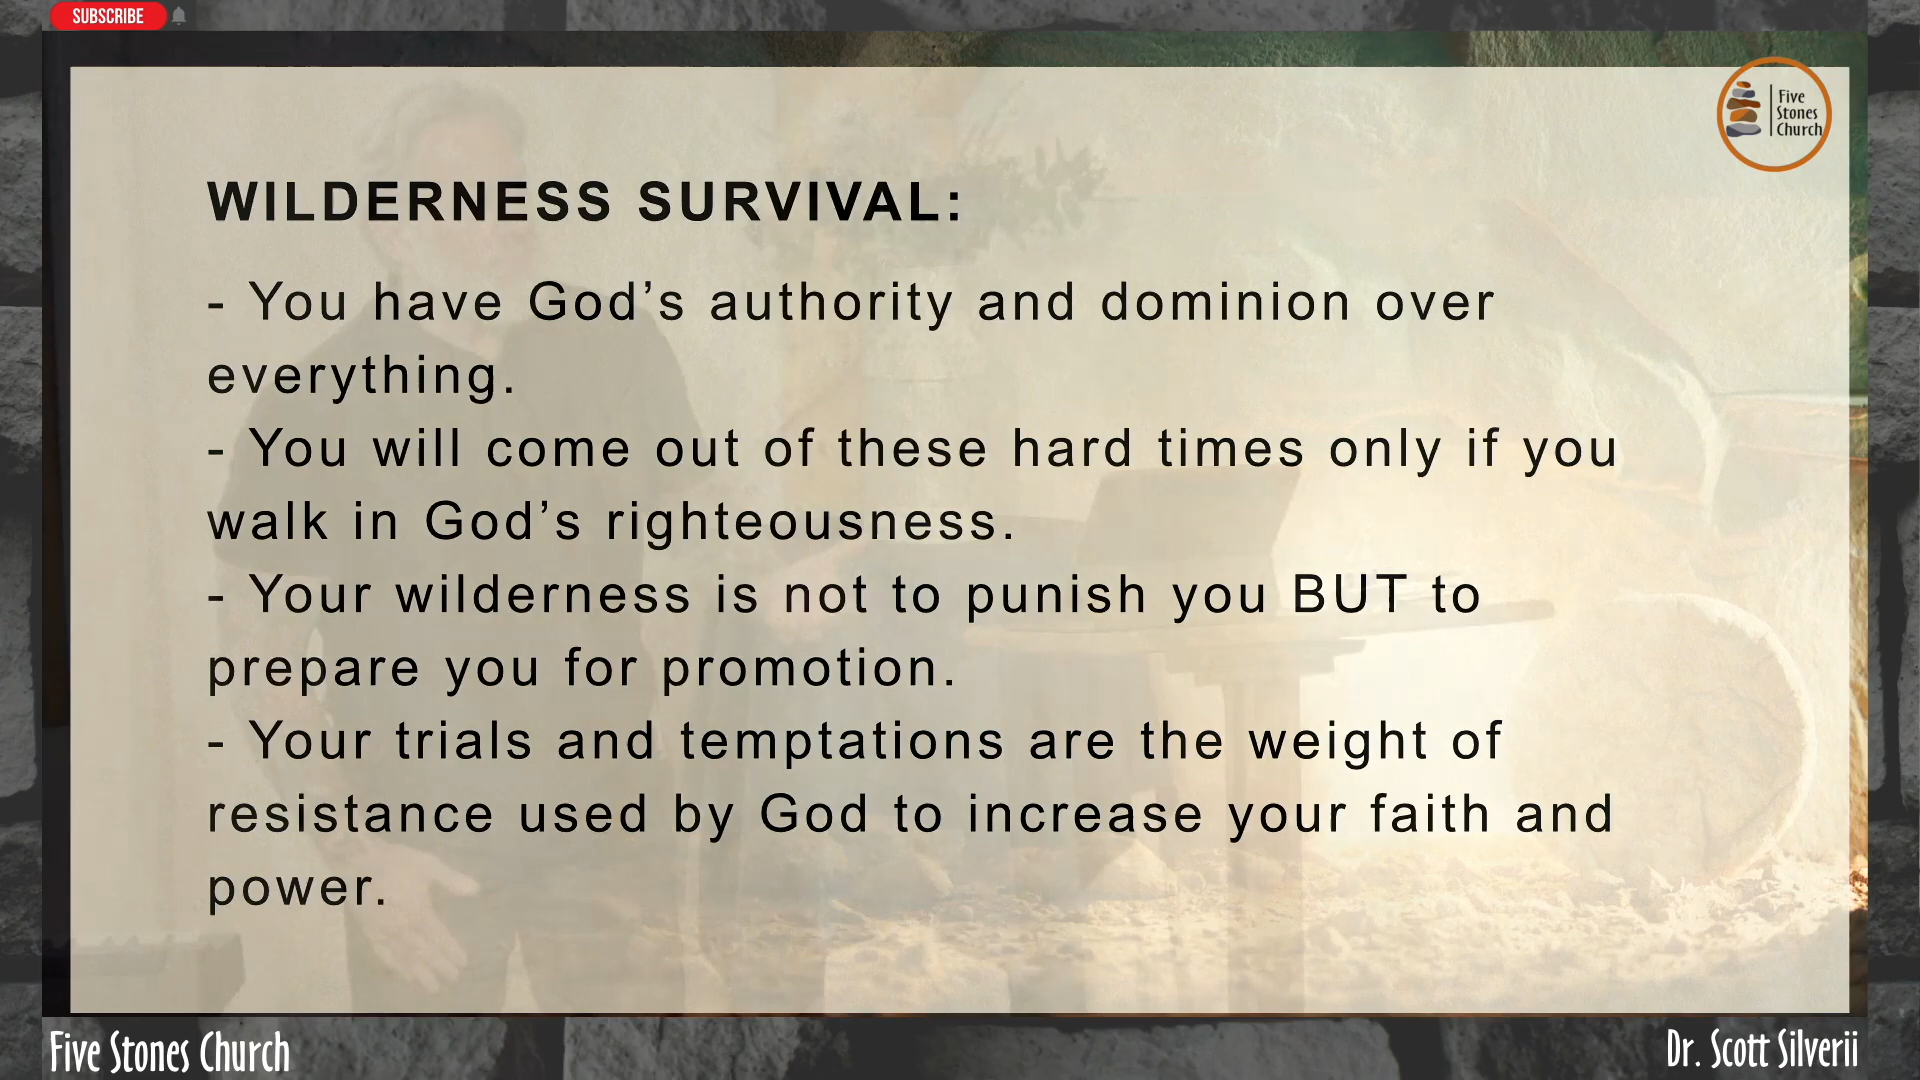 SUBSCRIBE
Five
Stones
Church
WILDERNESS SURVIVAL:
- You have God’s authority and dominion over
everything.
- You will come out of these hard times only if you
walk in God’s righteousness.
- Your wilderness is not to punish you BUT to
prepare you for promotion.
- Your trials and temptations are the weight of
resistance used by God to increase your faith and
power.
Five Stones Church
Dr. Scott Silverii